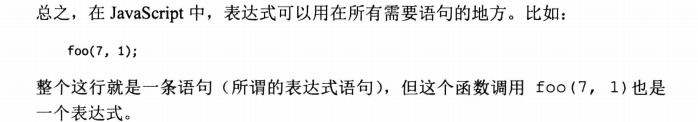 总之，在 JavaScript 中，表达式可以用在所有需要语句的地方。比如：
foo(7, 1);
整个这行就是一条语句（所谓的表达式语句），但这个函数调用 foo(7, 1)也是
一个表达式。